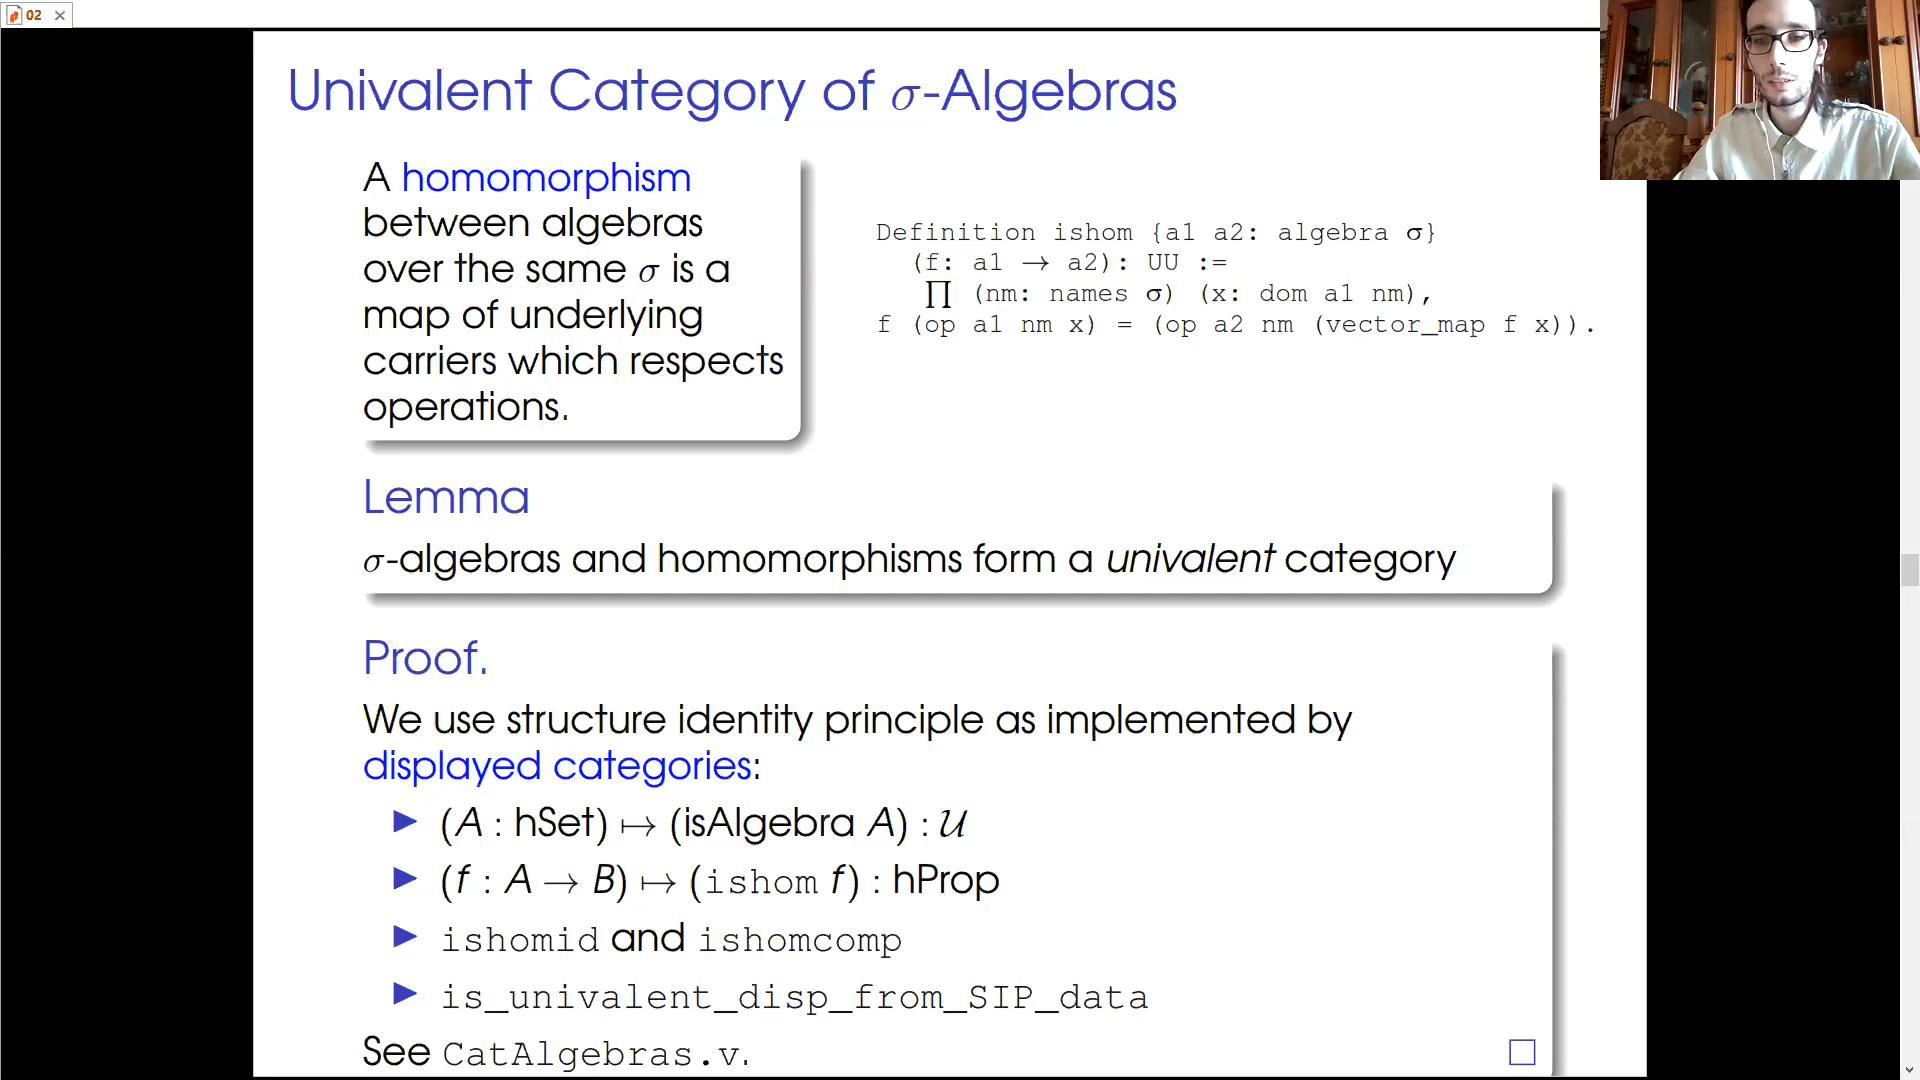 02
Univalent Category of σ-Algebras
A homomorphism
between algebras
over the same σ is a
map of underlying
carriers which respects
operations.
Definition ishom {a1 a2: algebra σ}
(f: a1 → a2): UU :=
∏ (nm: names σ) (x: dom a1 nm),
f (op a1 nm x) = (op a2 nm (vector_map f x)).
Lemma
σ-algebras and homomorphisms form a univalent category
Proof.
We use structure identity principle as implemented by
displayed categories:
▶ (A : hSet) ↦ (isAlgebra A) : 𝒰
▶ (f : A → B) ↦ (ishom f) : hProp
▶ ishomid and ishomcomp
▶ is_univalent_disp_from_SIP_data
See CatAlgebras.v. □